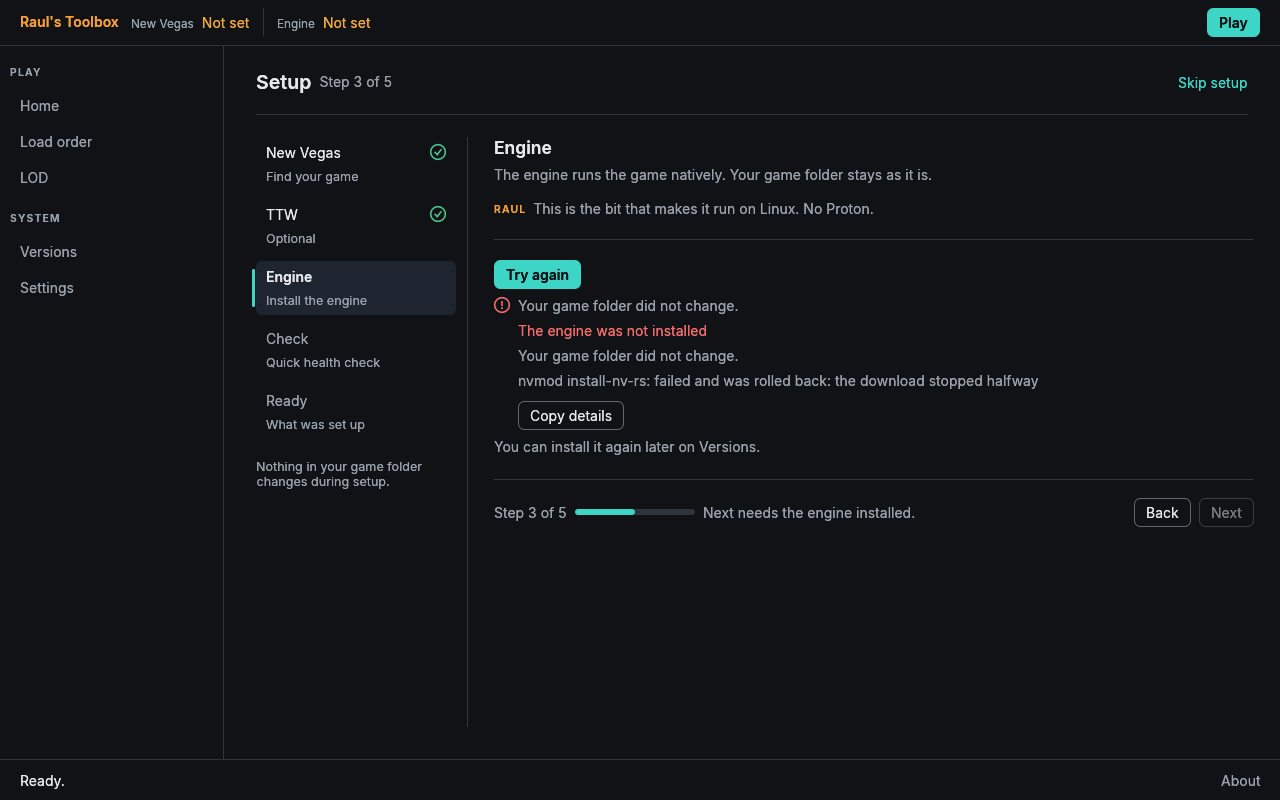 Raul's Toolbox New Vegas Not set Engine Not set Play
PLAY
Home
Load order
LOD
SYSTEM
Versions
Settings
Setup Step 3 of 5 Skip setup
New Vegas
Find your game
TTW
Optional
Engine
Install the engine
Check
Quick health check
Ready
What was set up
Nothing in your game folder
changes during setup.
Engine
The engine runs the game natively. Your game folder stays as it is.
RAUL This is the bit that makes it run on Linux. No Proton.
Try again
Your game folder did not change.
The engine was not installed
Your game folder did not change.
nvmod install-nv-rs: failed and was rolled back: the download stopped halfway
Copy details
You can install it again later on Versions.
Step 3 of 5 Next needs the engine installed. Back Next
Ready. About